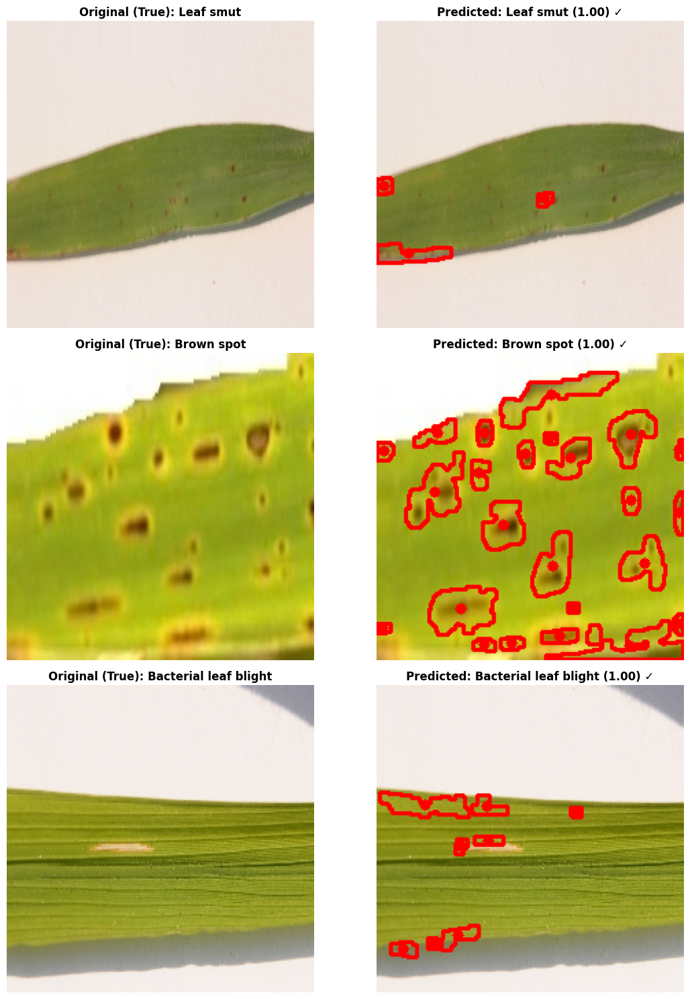 Original (True): Leaf smut
Predicted: Leaf smut (1.00) ✓
Original (True): Brown spot
Predicted: Brown spot (1.00) ✓
Original (True): Bacterial leaf blight
Predicted: Bacterial leaf blight (1.00) ✓